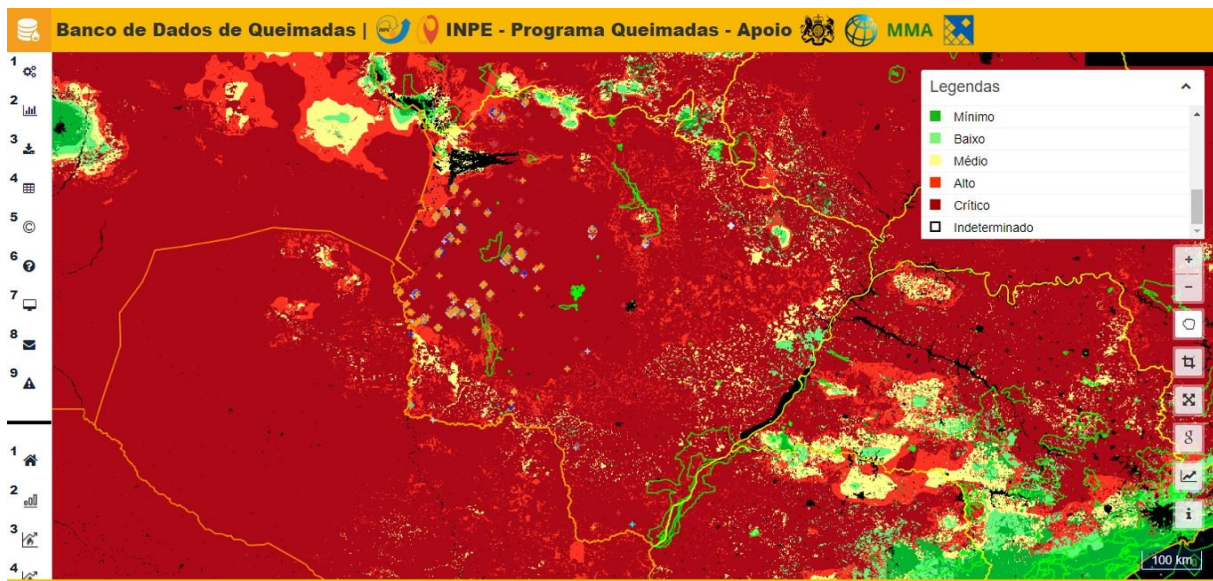 Banco de Dados de Queimadas | INPE - Programa Queimadas - Apoio MMA
Legendas
Mínimo
Baixo
Médio
Alto
Crítico
Indeterminado
1
2
3
4
5
6
7
8
9
1
2
3
4
+
−
g
i
100 km